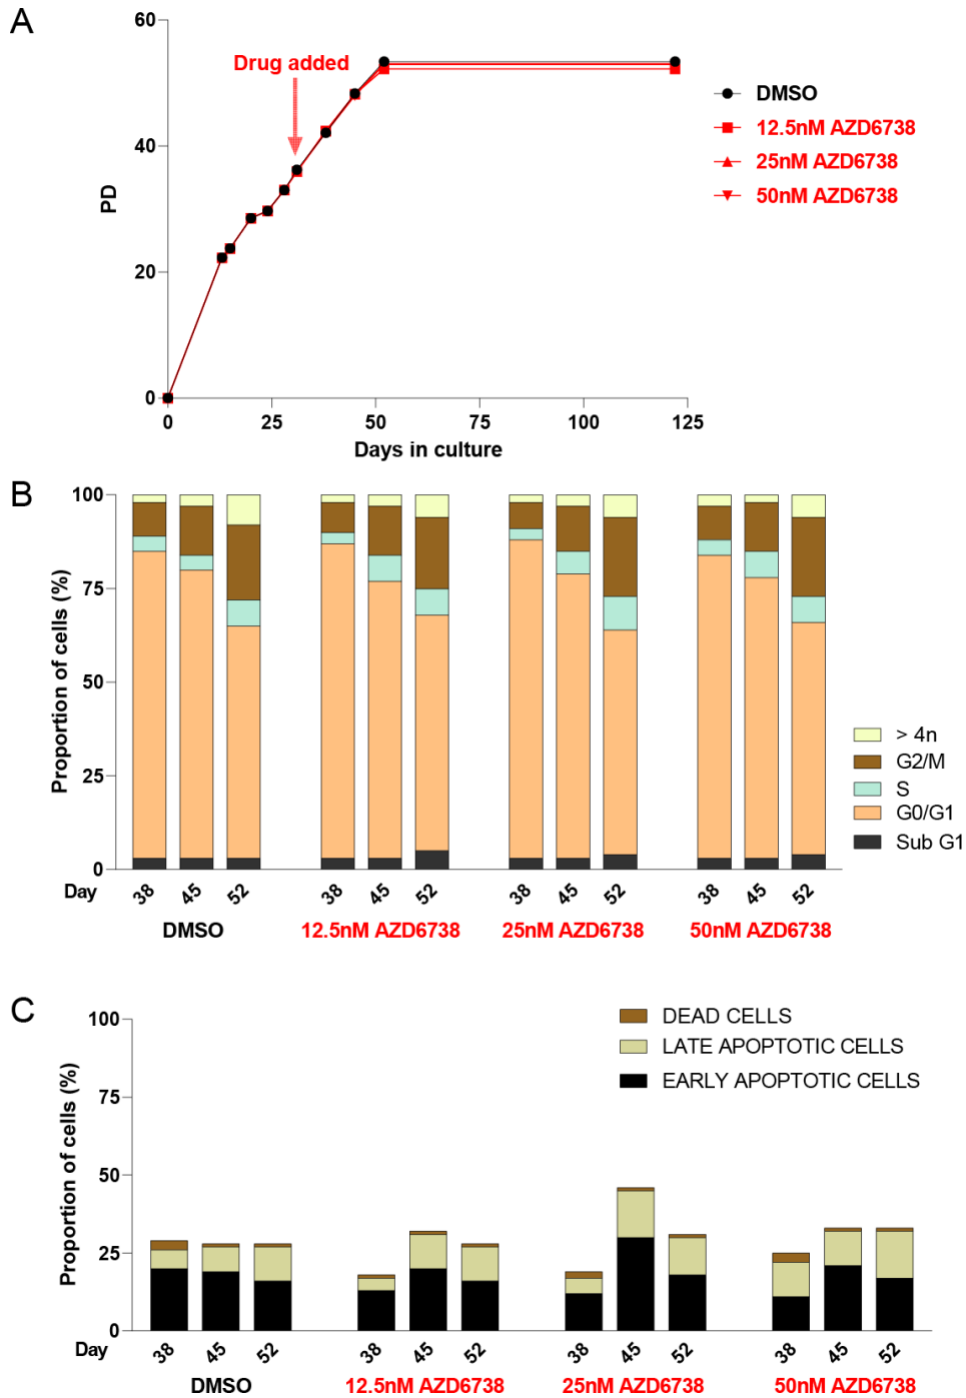 A
60
Drug added
DMSO
12.5nM AZD6738
40
25nM AZD6738
PD
50nM AZD6738
20
0
0 25 50 75 100 125
Days in culture
B
100
75
Proportion of cells (%)
50
25
0
> 4n
G2/M
S
G0/G1
Sub G1
Day 38 45 52 38 45 52 38 45 52 38 45 52
DMSO 12.5nM AZD6738 25nM AZD6738 50nM AZD6738
C
100
DEAD CELLS
LATE APOPTOTIC CELLS
EARLY APOPTOTIC CELLS
75
Proportion of cells (%)
50
25
0
Day 38 45 52 38 45 52 38 45 52 38 45 52
DMSO 12.5nM AZD6738 25nM AZD6738 50nM AZD6738